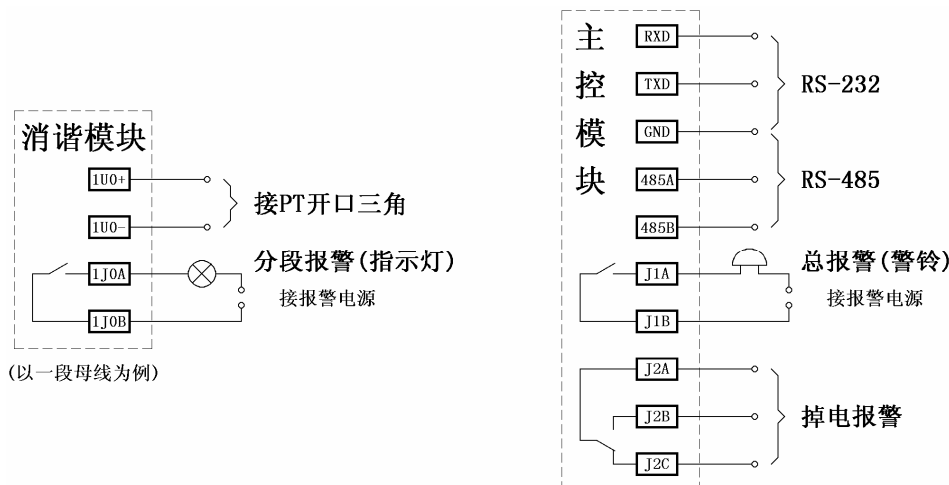 消谐模块
1U0+
1U0-
接PT开口三角
1J0A
分段报警(指示灯)
接报警电源
1J0B
(以一段母线为例)
主控模块
RXD
TXD
RS-232
GND
485A
RS-485
485B
J1A
总报警(警铃)
接报警电源
J1B
J2A
J2B
掉电报警
J2C